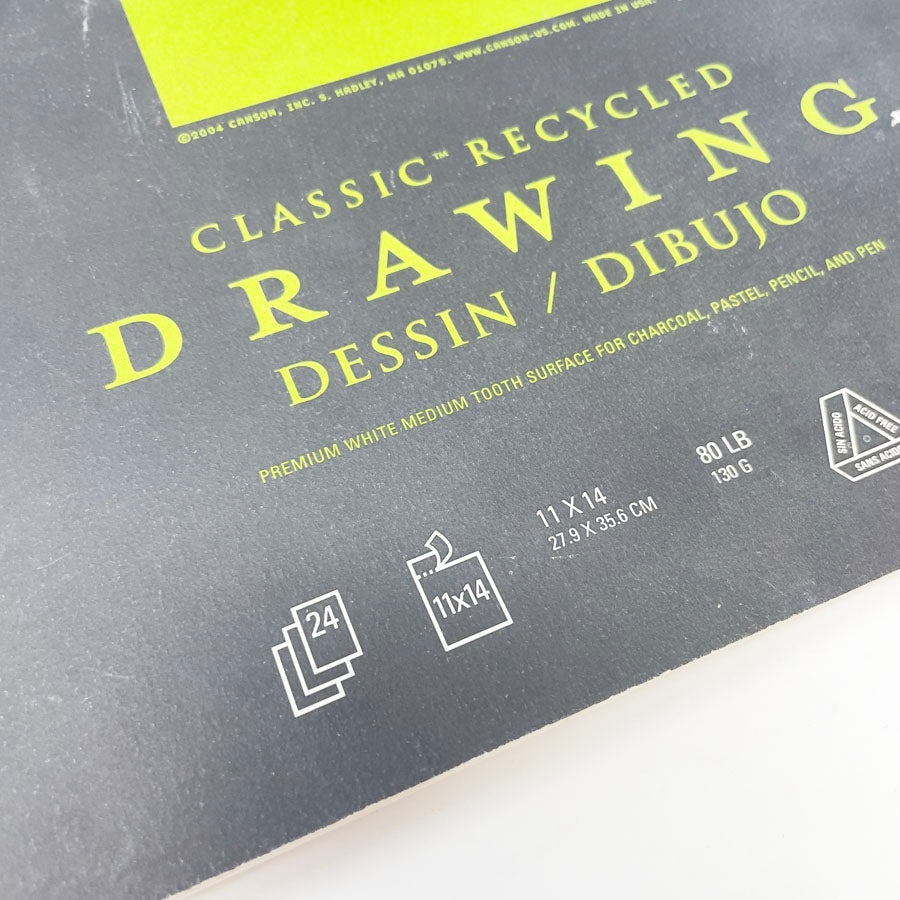 ©2004 CANSON, INC. S. HADLEY, MA 01075. WWW.CANSON-US.COM. MADE IN USA.
CLASSIC™ RECYCLED
DRAWING
DESSIN / DIBUJO
PREMIUM WHITE MEDIUM TOOTH SURFACE FOR CHARCOAL, PASTEL, PENCIL, AND PEN
24
11x14
11 X 14
27.9 X 35.6 CM
80 LB
130 G
SIN ACIDO
ACID FREE
SANS ACIDE